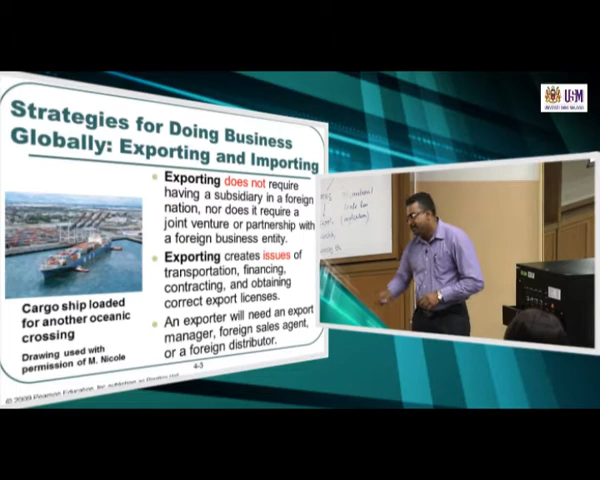 Strategies for Doing Business
Globally: Exporting and Importing
• Exporting does not require
having a subsidiary in a foreign
nation, nor does it require a
joint venture or partnership with
a foreign business entity.
• Exporting creates issues of
transportation, financing,
contracting, and obtaining
correct export licenses.
• An exporter will need an export
manager, foreign sales agent,
or a foreign distributor.
Cargo ship loaded
for another oceanic
crossing
Drawing used with
permission of M. Nicole
4-3
© 2009 Pearson Education, Inc. publishing as Prentice Hall
USM